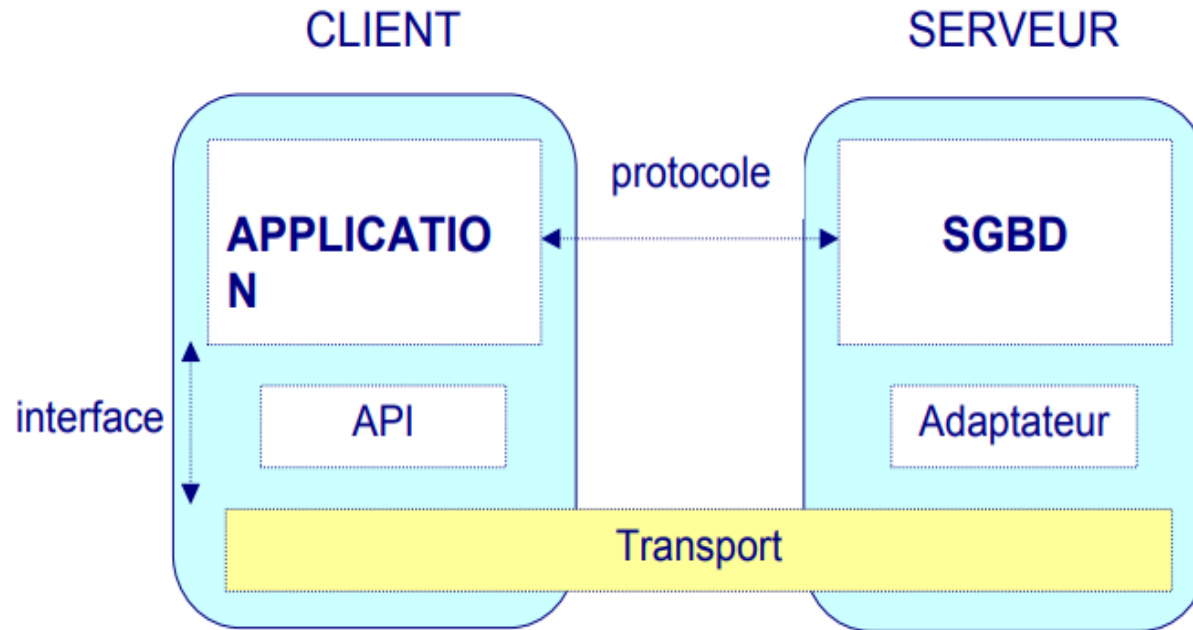 CLIENT
SERVEUR
protocole
APPLICATIO
N
SGBD
interface
API
Adaptateur
Transport